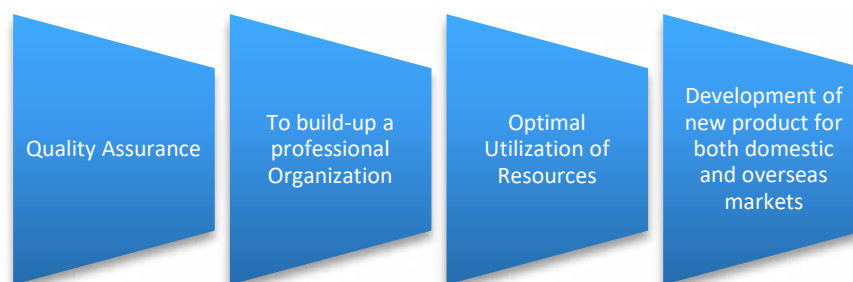 Quality Assurance
To build-up a
professional
Organization
Optimal
Utilization of
Resources
Development of
new product for
both domestic
and overseas
markets